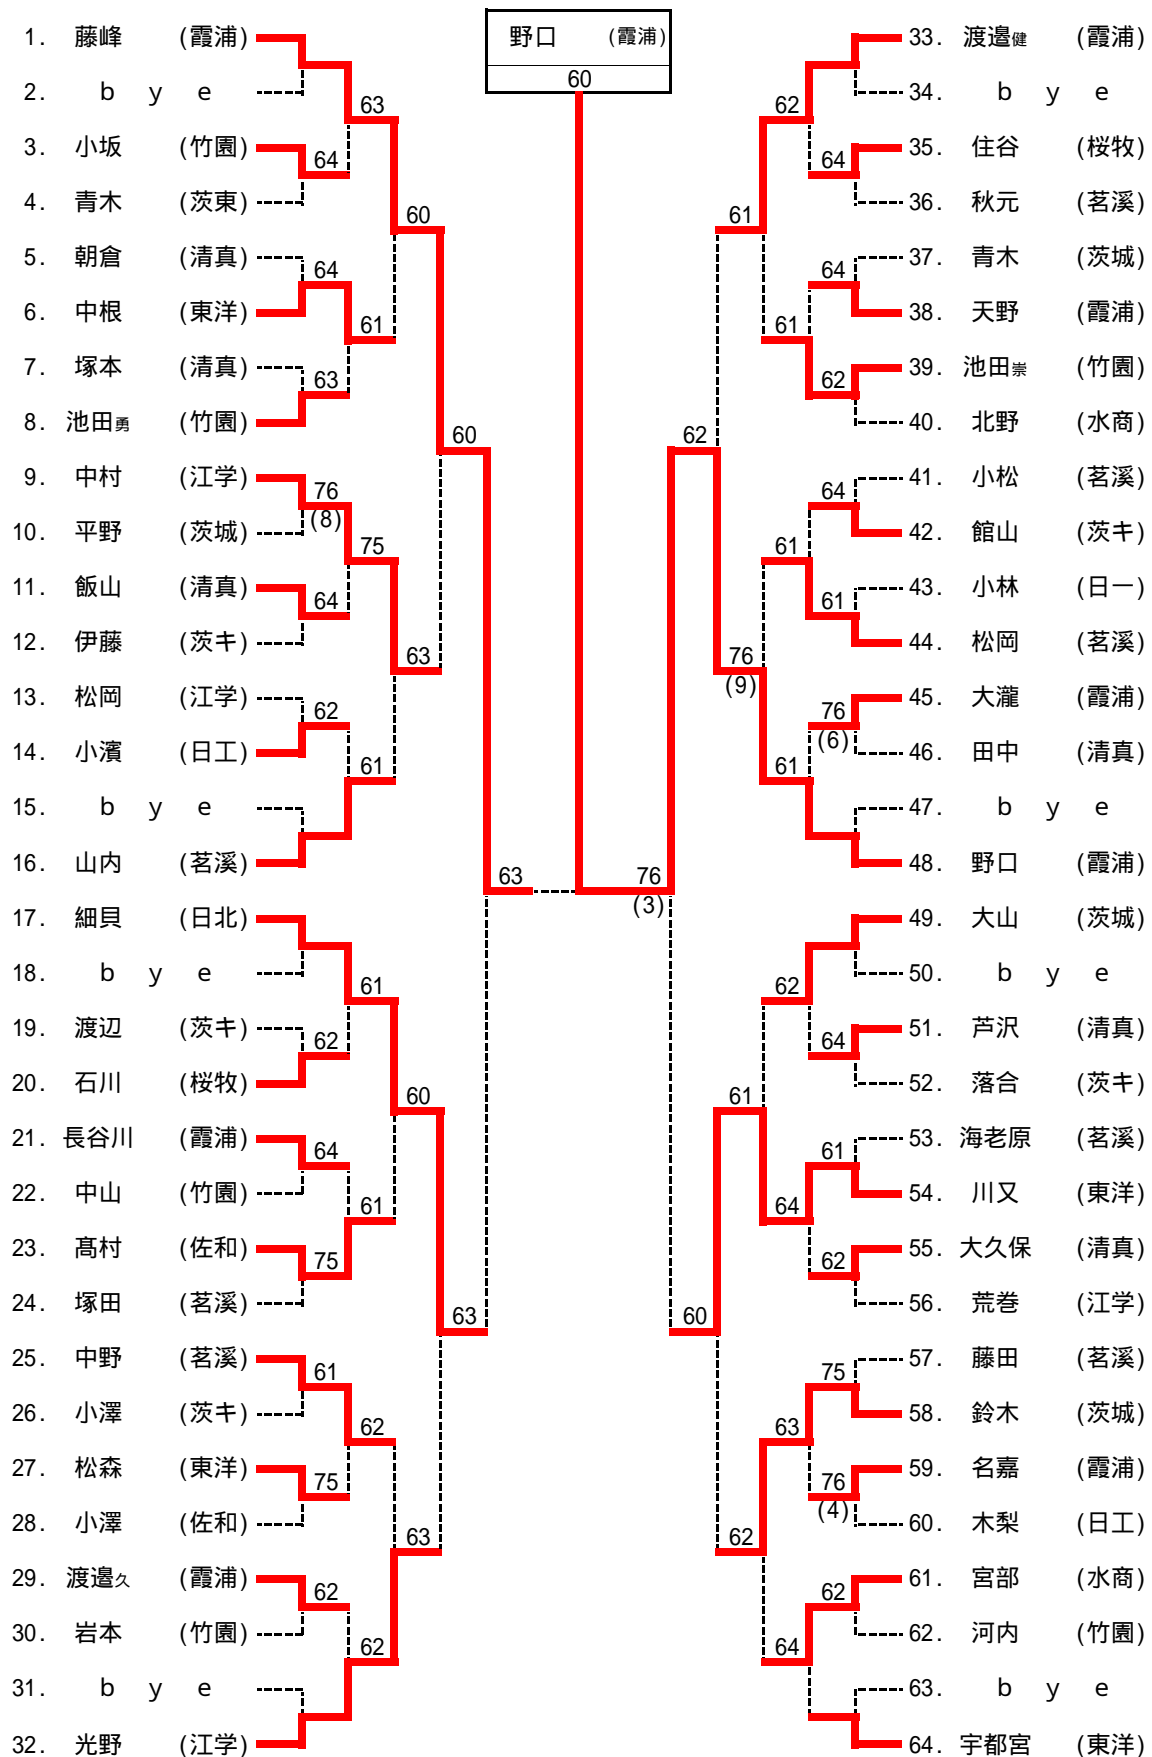 野口 (霞浦)
60
1. 藤峰 (霞浦)
2. b y e
63
3. 小坂 (竹園)
64
4. 青木 (茨東)
60
5. 朝倉 (清真)
64
6. 中根 (東洋)
61
7. 塚本 (清真)
63
8. 池田勇 (竹園)
60
9. 中村 (江学)
76
(8)
10. 平野 (茨城)
75
11. 飯山 (清真)
64
12. 伊藤 (茨キ)
63
13. 松岡 (江学)
62
14. 小濱 (日工)
61
15. b y e
16. 山内 (茗溪)
63
17. 細貝 (日北)
18. b y e
61
19. 渡辺 (茨キ)
62
20. 石川 (桜牧)
60
21. 長谷川 (霞浦)
64
22. 中山 (竹園)
61
23. 髙村 (佐和)
75
24. 塚田 (茗溪)
63
25. 中野 (茗溪)
61
26. 小澤 (茨キ)
62
27. 松森 (東洋)
75
28. 小澤 (佐和)
63
29. 渡邉久 (霞浦)
62
30. 岩本 (竹園)
62
31. b y e
32. 光野 (江学)
33. 渡邉健 (霞浦)
34. b y e
62
35. 住谷 (桜牧)
64
36. 秋元 (茗溪)
61
37. 青木 (茨城)
64
38. 天野 (霞浦)
61
39. 池田崇 (竹園)
62
40. 北野 (水商)
62
41. 小松 (茗溪)
64
42. 館山 (茨キ)
61
43. 小林 (日一)
61
44. 松岡 (茗溪)
76
(9)
45. 大瀧 (霞浦)
76
(6)
46. 田中 (清真)
61
47. b y e
48. 野口 (霞浦)
76
(3)
49. 大山 (茨城)
50. b y e
62
51. 芦沢 (清真)
64
52. 落合 (茨キ)
61
53. 海老原 (茗溪)
61
54. 川又 (東洋)
64
55. 大久保 (清真)
62
56. 荒巻 (江学)
60
57. 藤田 (茗溪)
75
58. 鈴木 (茨城)
63
59. 名嘉 (霞浦)
76
(4)
60. 木梨 (日工)
62
61. 宮部 (水商)
62
62. 河内 (竹園)
64
63. b y e
64. 宇都宮 (東洋)